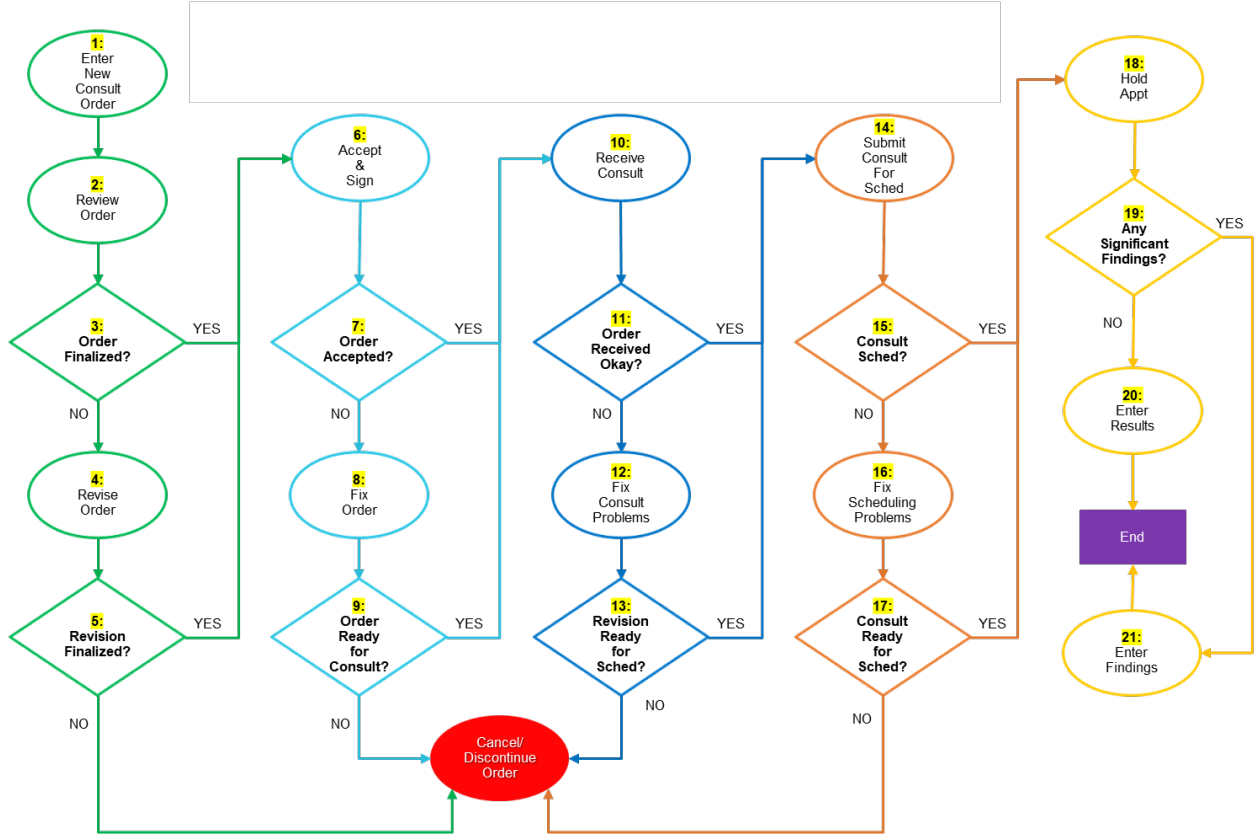 1:
Enter
New
Consult
Order
2:
Review
Order
3:
Order
Finalized?
YES
NO
4:
Revise
Order
5:
Revision
Finalized?
YES
NO
6:
Accept
&
Sign
7:
Order
Accepted?
YES
NO
8:
Fix
Order
9:
Order
Ready
for
Consult?
YES
NO
10:
Receive
Consult
11:
Order
Received
Okay?
YES
NO
12:
Fix
Consult
Problems
13:
Revision
Ready
for
Sched?
YES
NO
Cancel/
Discontinue
Order
14:
Submit
Consult
For
Sched
15:
Consult
Sched?
YES
NO
16:
Fix
Scheduling
Problems
17:
Consult
Ready
for
Sched?
YES
NO
18:
Hold
Appt
19:
Any
Significant
Findings?
YES
NO
20:
Enter
Results
End
21:
Enter
Findings